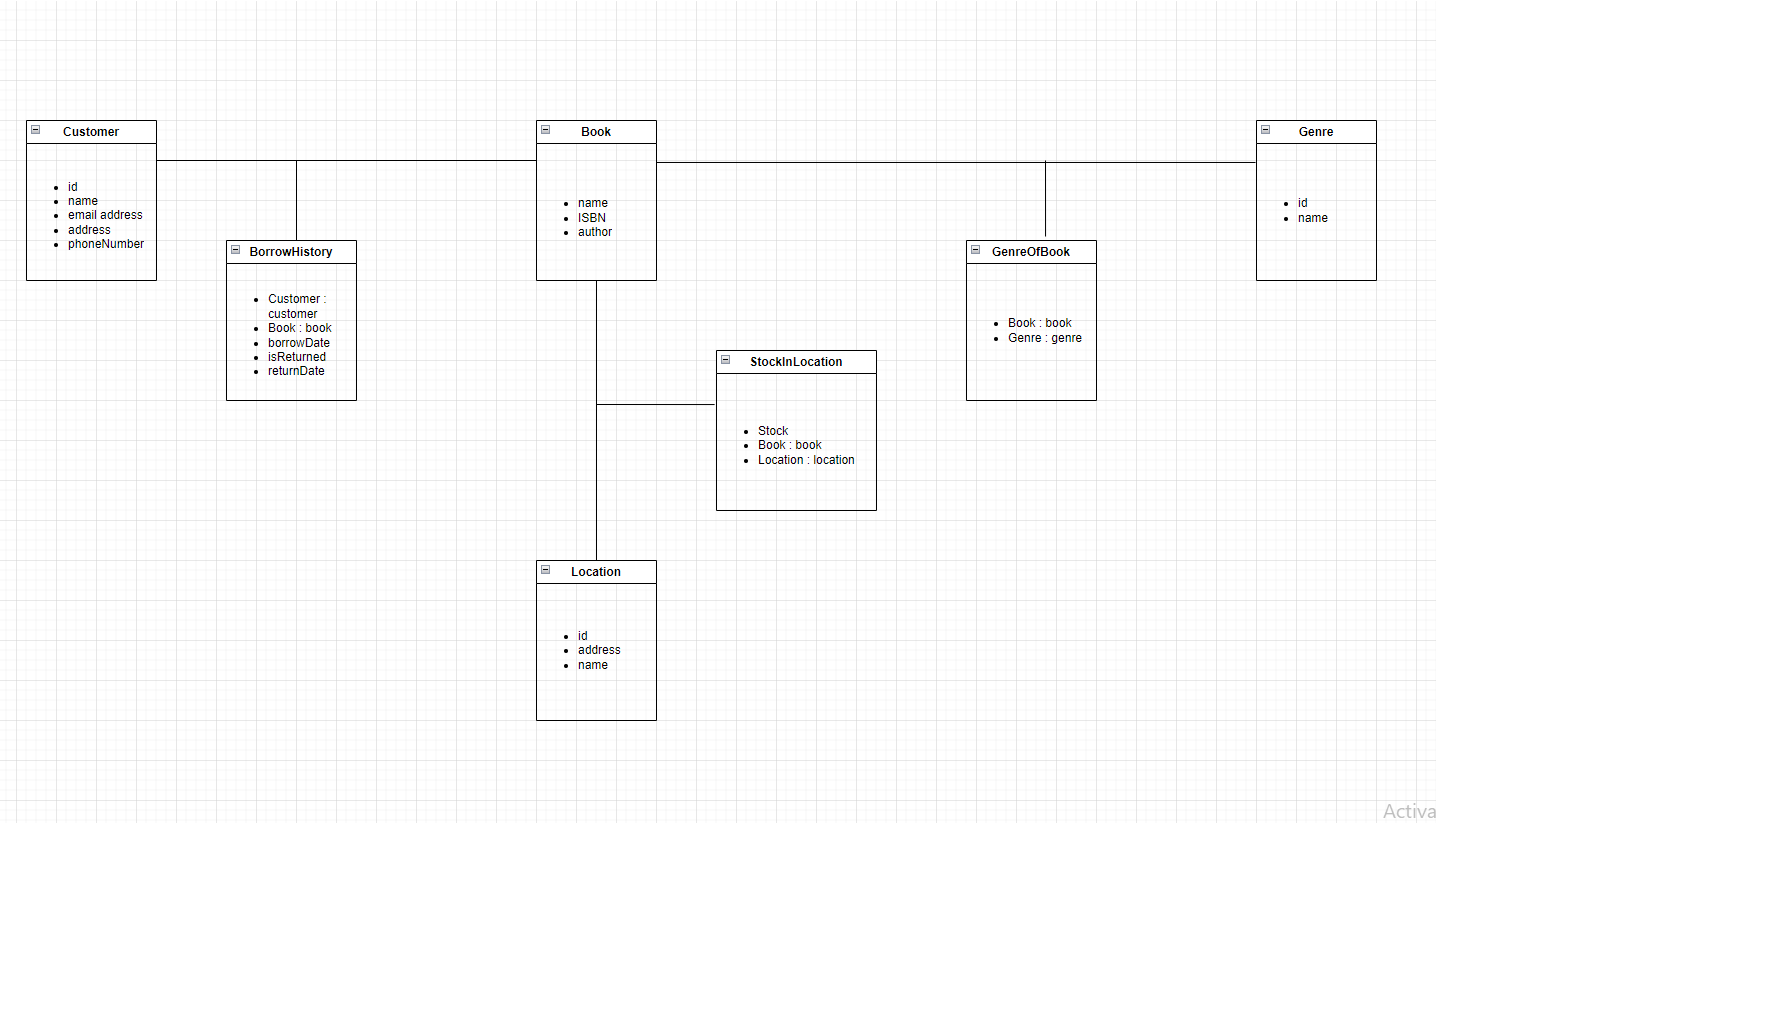 Customer
id
name
email address
address
phoneNumber
BorrowHistory
Customer :
customer
Book : book
borrowDate
isReturned
returnDate
Book
name
ISBN
author
StockInLocation
Stock
Book : book
Location : location
Location
id
address
name
GenreOfBook
Book : book
Genre : genre
Genre
id
name
Activa